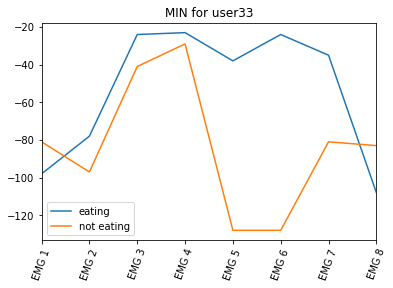 MIN for user33
−20
−40
−60
−80
−100
−120
eating
not eating
EMG 1
EMG 2
EMG 3
EMG 4
EMG 5
EMG 6
EMG 7
EMG 8